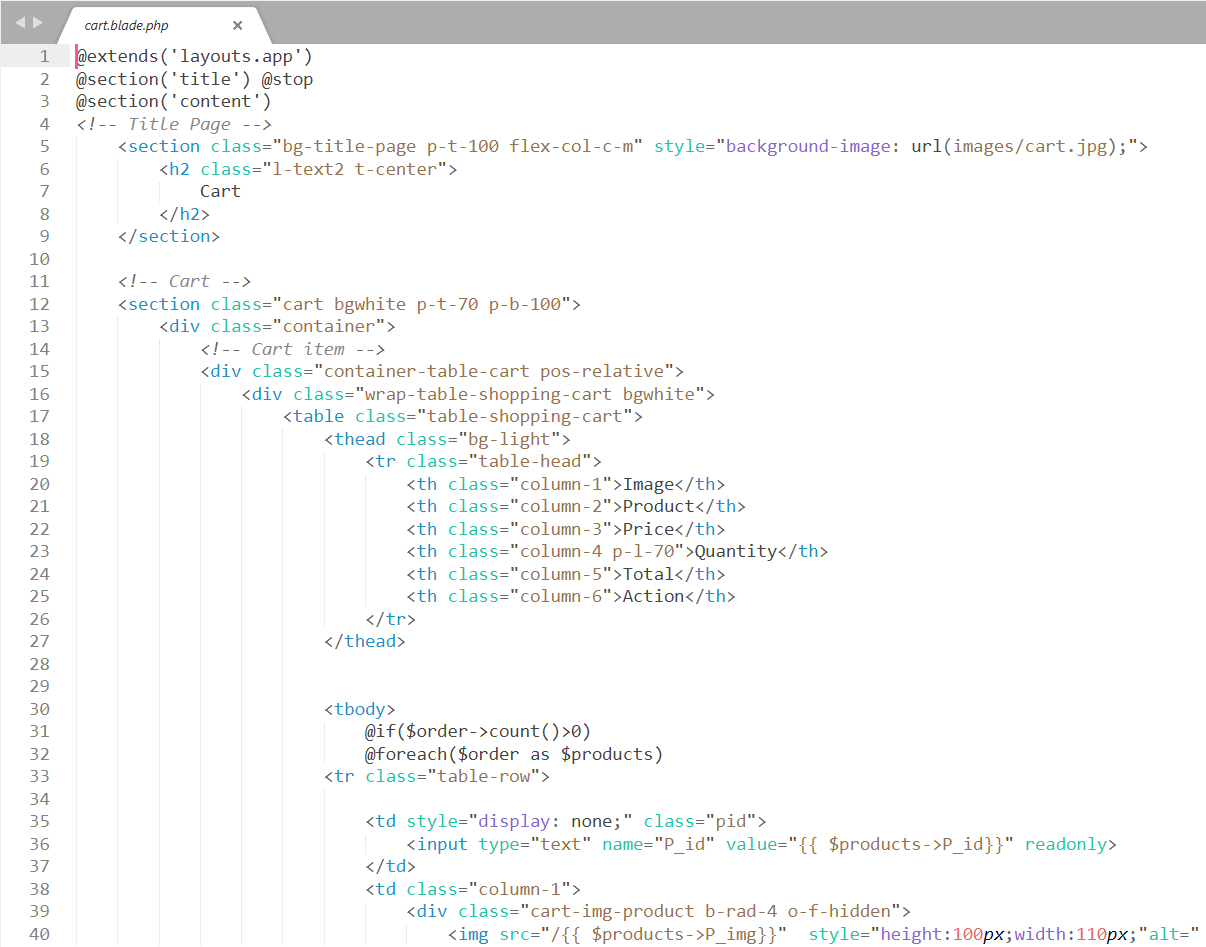 cart.blade.php ×
1 @extends('layouts.app')
2 @section('title') @stop
3 @section('content')
4 <!-- Title Page -->
5 <section class="bg-title-page p-t-100 flex-col-c-m" style="background-image: url(images/cart.jpg);">
6 <h2 class="l-text2 t-center">
7 Cart
8 </h2>
9 </section>
10
11 <!-- Cart -->
12 <section class="cart bgwhite p-t-70 p-b-100">
13 <div class="container">
14 <!-- Cart item -->
15 <div class="container-table-cart pos-relative">
16 <div class="wrap-table-shopping-cart bgwhite">
17 <table class="table-shopping-cart">
18 <thead class="bg-light">
19 <tr class="table-head">
20 <th class="column-1">Image</th>
21 <th class="column-2">Product</th>
22 <th class="column-3">Price</th>
23 <th class="column-4 p-l-70">Quantity</th>
24 <th class="column-5">Total</th>
25 <th class="column-6">Action</th>
26 </tr>
27 </thead>
28
29
30 <tbody>
31 @if($order->count()>0)
32 @foreach($order as $products)
33 <tr class="table-row">
34
35 <td style="display: none;" class="pid">
36 <input type="text" name="P_id" value="{{ $products->P_id}}" readonly>
37 </td>
38 <td class="column-1">
39 <div class="cart-img-product b-rad-4 o-f-hidden">
40 <img src="/{{ $products->P_img}}"  style="height:100px;width:110px;"alt="